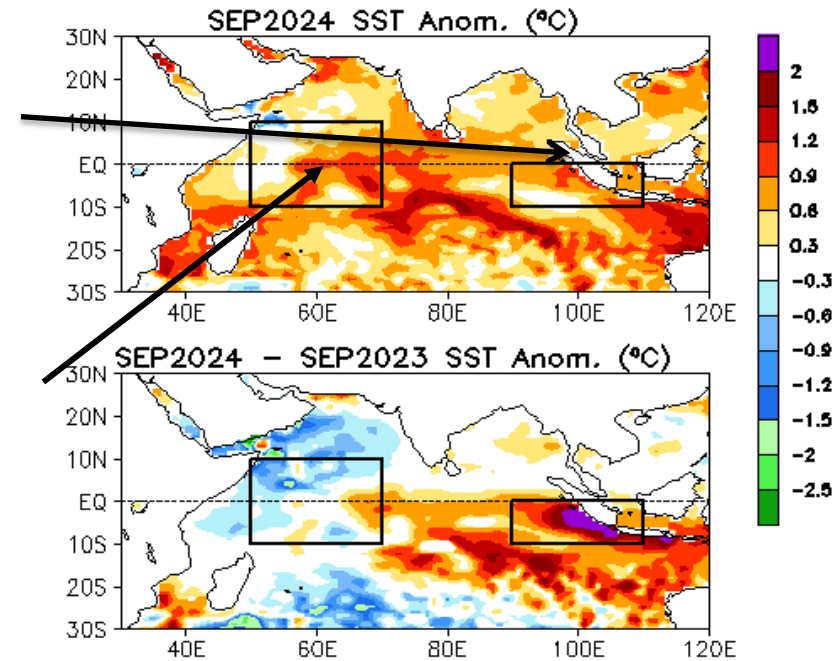 SEP2024 SST Anom. (ºC)
30N
20N
10N
EQ
10S
20S
30S
40E 60E 80E 100E 120E
SEP2024 − SEP2023 SST Anom. (ºC)
30N
20N
10N
EQ
10S
20S
30S
40E 60E 80E 100E 120E
2
1.5
1.2
0.9
0.6
0.3
−0.3
−0.6
−0.9
−1.2
−1.5
−2
−2.5